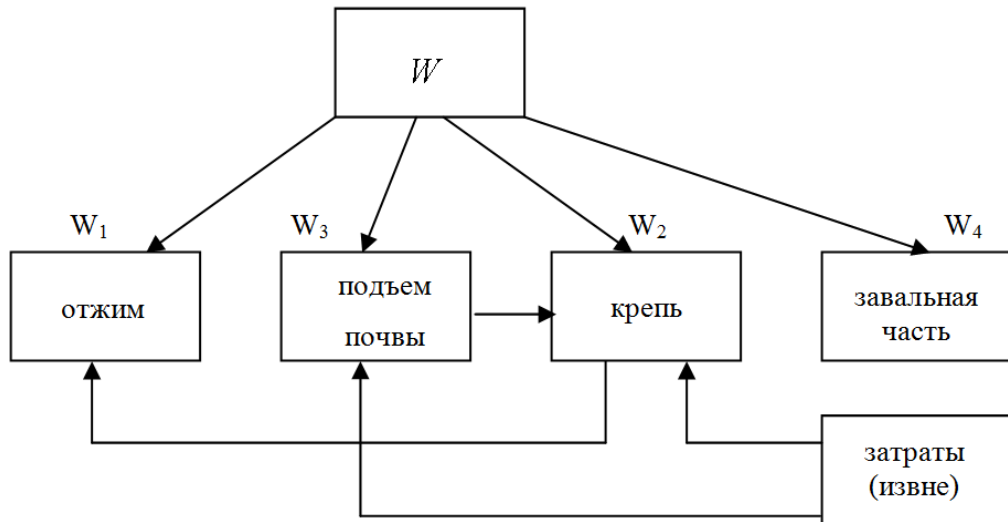 W
W₁
W₃
W₂
W₄
отжим
подъем
почвы
крепь
завальная
часть
затраты
(извне)